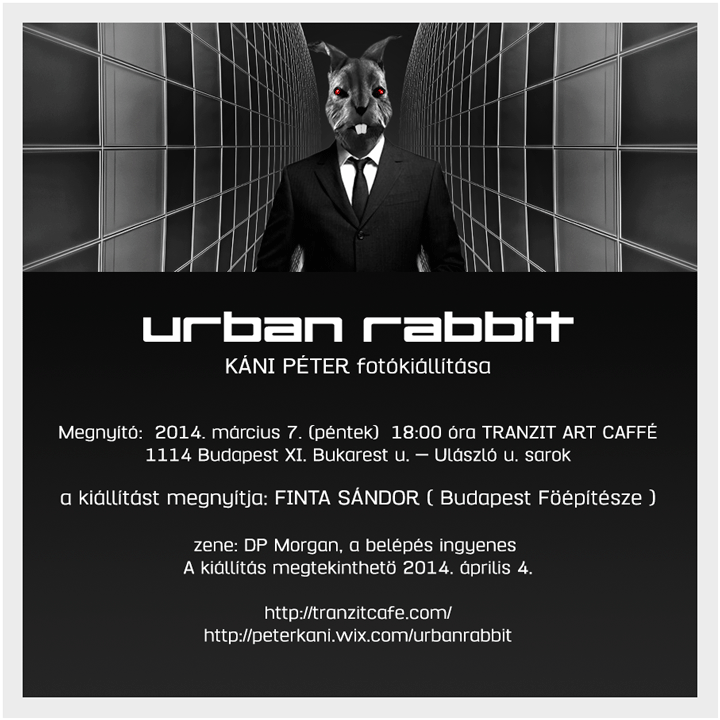 urban rabbit
KÁNI PÉTER fotókiállítása
Megnyitó: 2014. március 7. (péntek) 18:00 óra TRANZIT ART CAFFÉ
1114 Budapest XI. Bukarest u. – Ulászló u. sarok
a kiállítást megnyitja: FINTA SÁNDOR ( Budapest Föépítésze )
zene: DP Morgan, a belépés ingyenes
A kiállítás megtekinthetö 2014. április 4.
http://tranzitcafe.com/
http://peterkani.wix.com/urbanrabbit